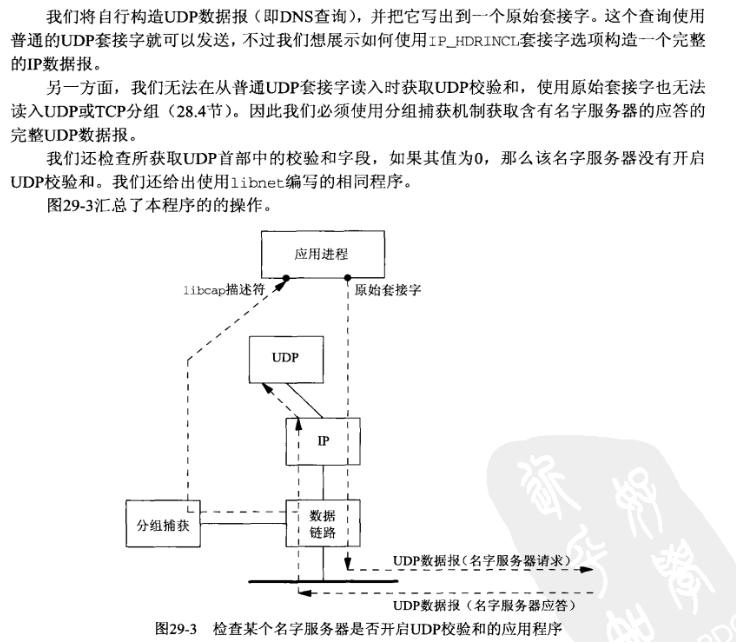 我们将自行构造UDP数据报（即DNS查询），并把它写出到一个原始套接字。这个查询使用
普通的UDP套接字就可以发送，不过我们想展示如何使用IP_HDRINCL套接字选项构造一个完整
的IP数据报。
另一方面，我们无法在从普通UDP套接字读入时获取UDP校验和，使用原始套接字也无法
读入UDP或TCP分组（28.4节）。因此我们必须使用分组捕获机制获取含有名字服务器的应答的
完整UDP数据报。
我们还检查所获取UDP首部中的校验和字段，如果其值为0，那么该名字服务器没有开启
UDP校验和。我们还给出使用libnet编写的相同程序。
图29-3汇总了本程序的的操作。
应用进程
libcap描述符
原始套接字
UDP
IP
分组捕获
数据
链路
UDP数据报（名字服务器请求）
UDP数据报（名字服务器应答）
图29-3 检查某个名字服务器是否开启UDP校验和的应用程序